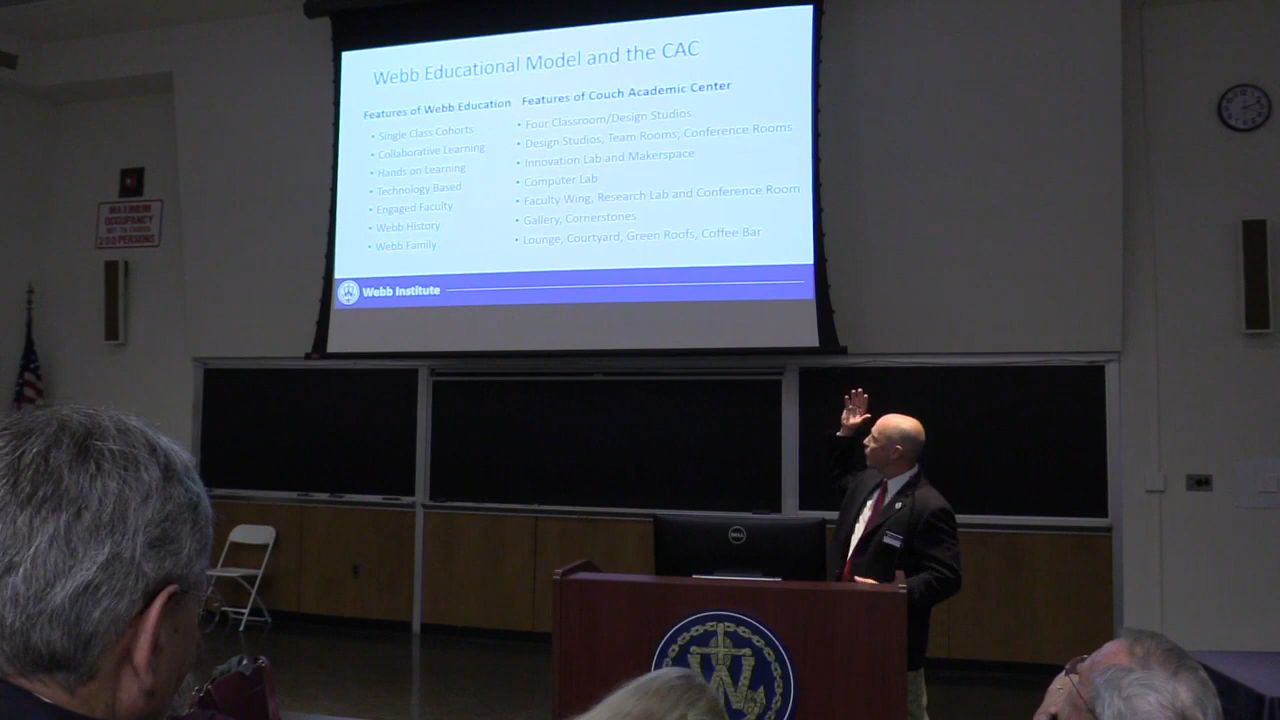 Webb Educational Model and the CAC
Features of Webb Education
• Single Class Cohorts
• Collaborative Learning
• Hands on Learning
• Technology Based
• Engaged Faculty
• Webb History
• Webb Family
Features of Couch Academic Center
• Four Classroom/Design Studios
• Design Studios, Team Rooms, Conference Rooms
• Innovation Lab and Makerspace
• Computer Lab
• Faculty Wing, Research Lab and Conference Room
• Gallery, Cornerstones
• Lounge, Courtyard, Green Roofs, Coffee Bar
Webb Institute
MAXIMUM
OCCUPANCY
NOT TO EXCEED
200 PERSONS
DELL
W